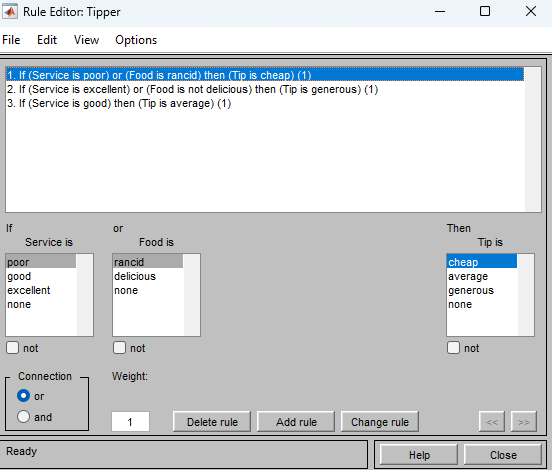 Rule Editor: Tipper
File Edit View Options
1. If (Service is poor) or (Food is rancid) then (Tip is cheap) (1)
2. If (Service is excellent) or (Food is not delicious) then (Tip is generous) (1)
3. If (Service is good) then (Tip is average) (1)
If or Then
Service is Food is Tip is
poor rancid cheap
good delicious average
excellent none generous
none none
not not not
Connection Weight:
or
and 1 Delete rule Add rule Change rule << >>
Ready Help Close